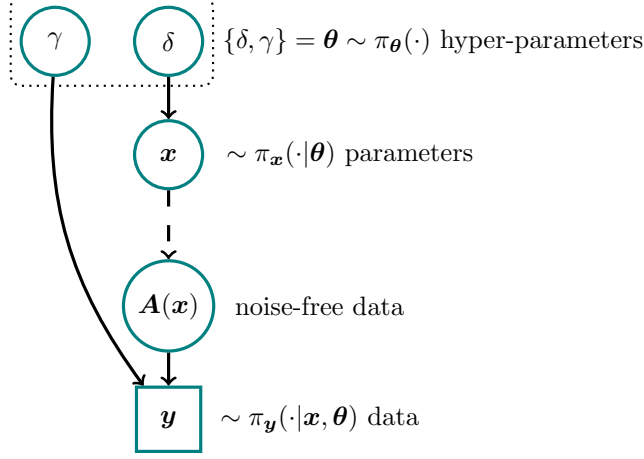 γ δ {δ, γ} = θ ∼ π_θ(·) hyper-parameters
x ∼ π_x(·|θ) parameters
A(x) noise-free data
y ∼ π_y(·|x, θ) data